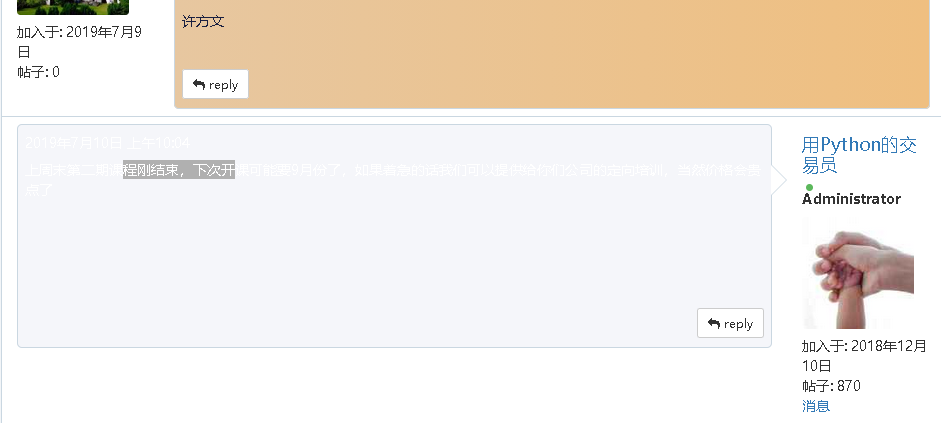 许方文
加入于: 2019年7月9
日
帖子: 0
reply
2019年7月10日 上午10:04
上周末第二期课程刚结束，下次开课可能要9月份了。如果着急的话我们可以提供给你们公司的定向培训，当然价格会贵
点了
reply
用Python的交
易员
Administrator
加入于: 2018年12月
10日
帖子: 870
消息